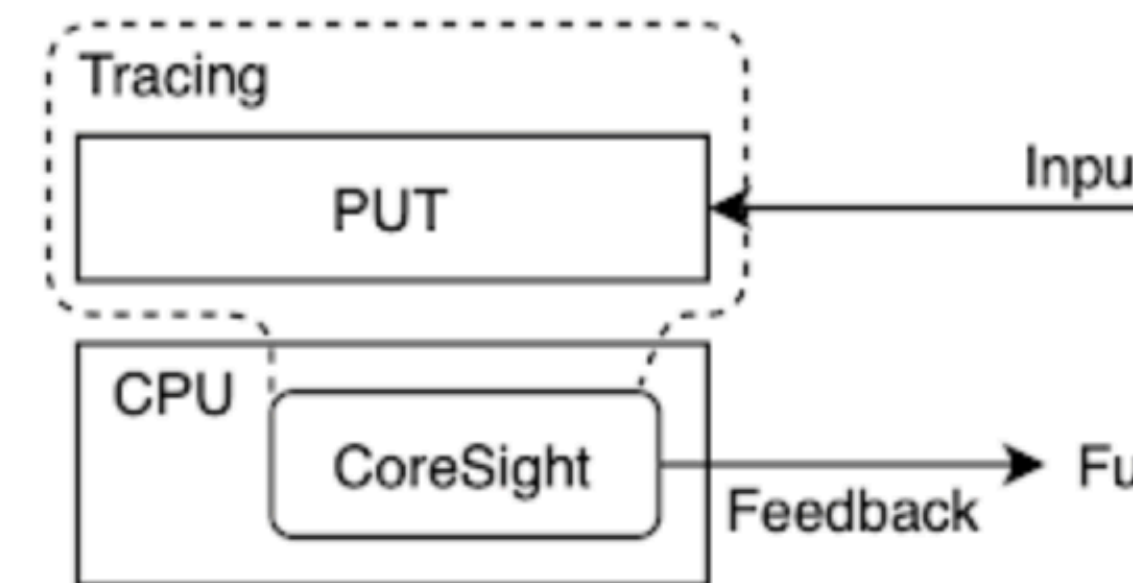 Tracing
PUT
Inpu
CPU
CoreSight
Fu
Feedback